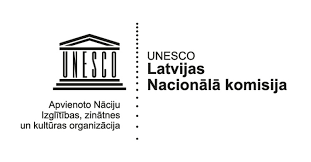 UNESCO
Apvienoto Nāciju
Izglītības, zinātnes
un kultūras organizācija
UNESCO
Latvijas
Nacionālā komisija